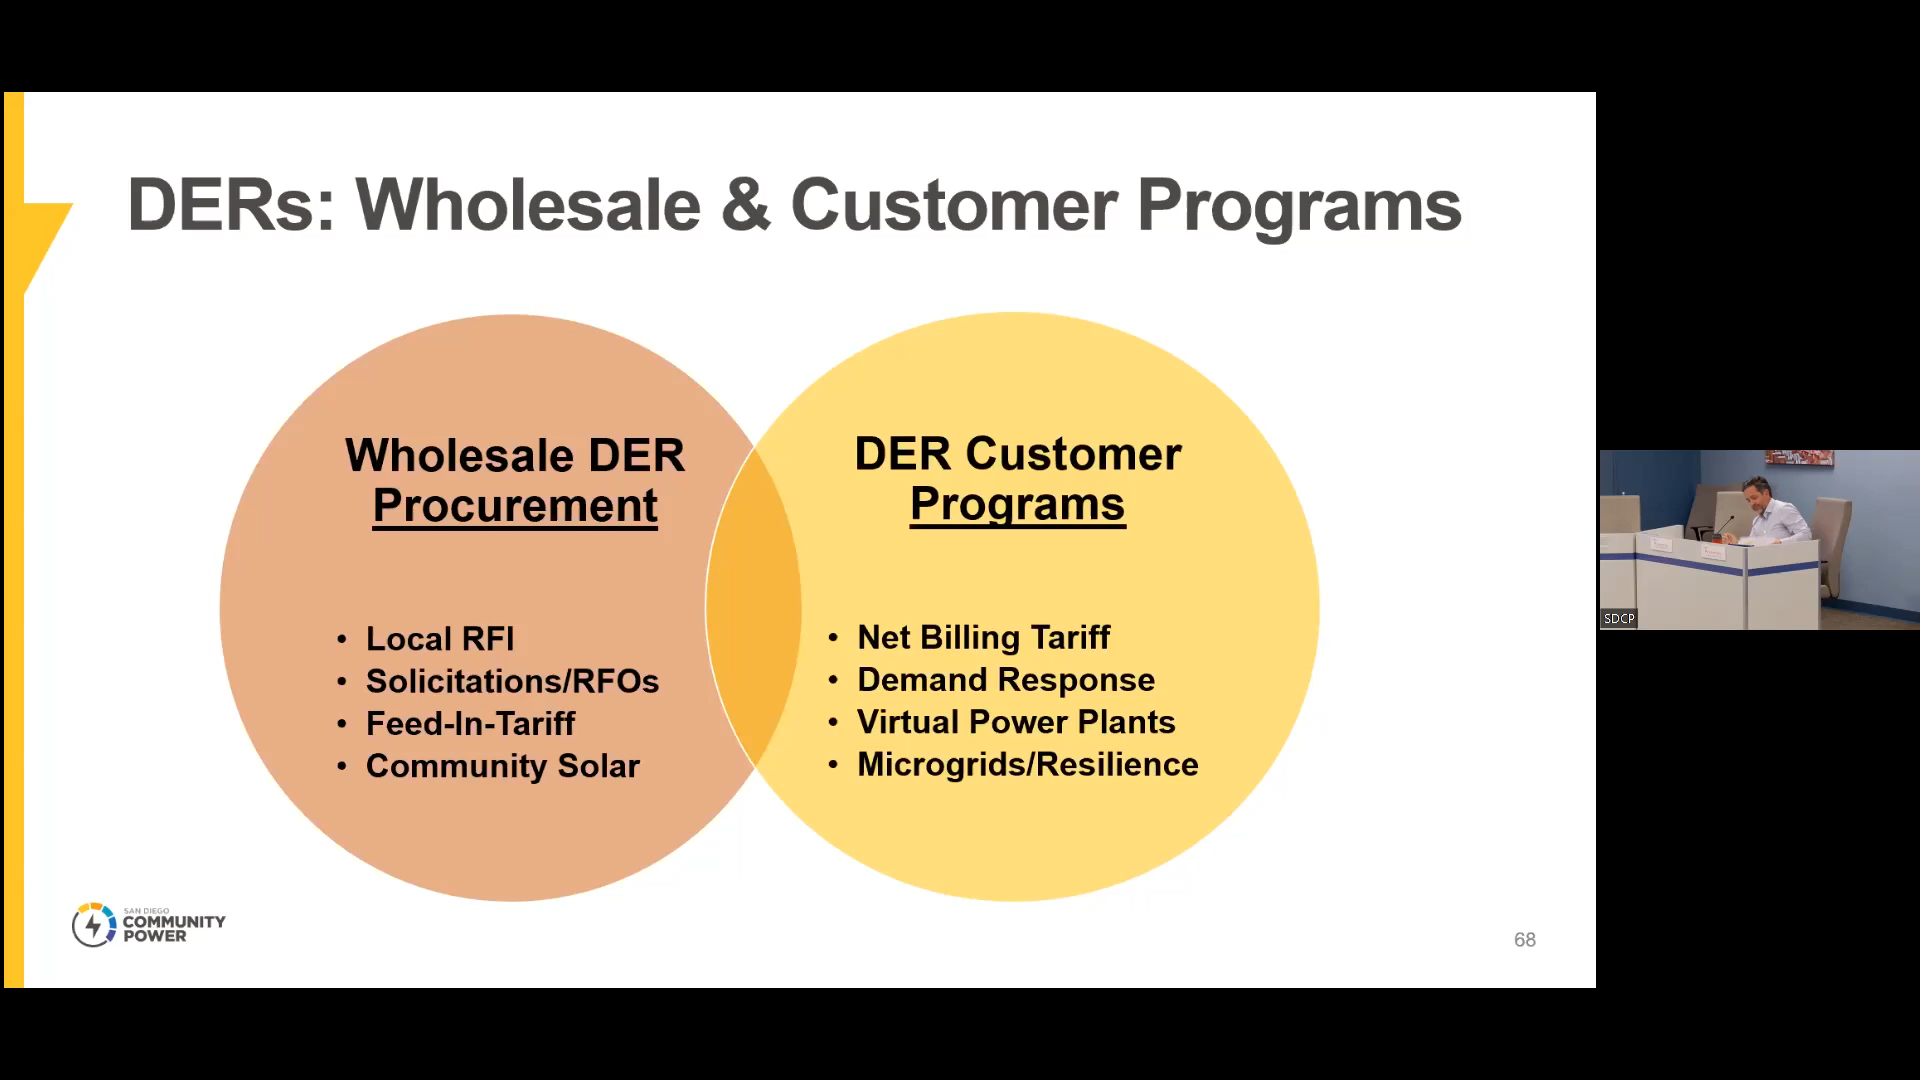 DERs: Wholesale & Customer Programs
Wholesale DER
Procurement
• Local RFI
• Solicitations/RFOs
• Feed-In-Tariff
• Community Solar
DER Customer
Programs
• Net Billing Tariff
• Demand Response
• Virtual Power Plants
• Microgrids/Resilience
SAN DIEGO
COMMUNITY
POWER
68
SDCP